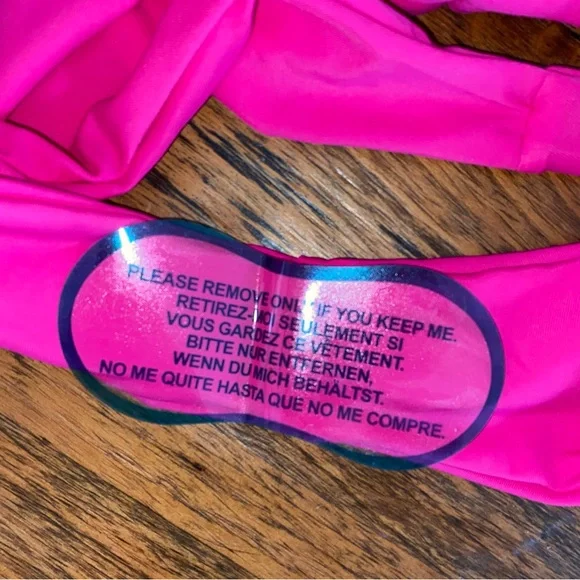 PLEASE REMOVE ONLY IF YOU KEEP ME.
RETIREZ-MOI SEULEMENT SI
VOUS GARDEZ CE VETEMENT.
BITTE NUR ENTFERNEN,
WENN DU MICH BEHÄLTST.
NO ME QUITE HASTA QUE NO ME COMPRE.